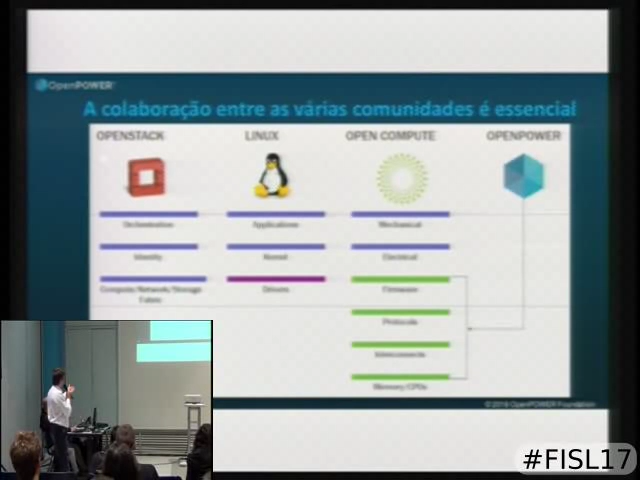 OpenPOWER
A colaboração entre as várias comunidades é essencial
OPENSTACK LINUX OPEN COMPUTE OPENPOWER
Orchestration Applications Mechanical
Identity Kernel Electrical
Compute/Network/Storage Drivers Firmware
Protocols
Interconnects
Memory CPUs
© 2016 OpenPOWER Foundation
#FISL17